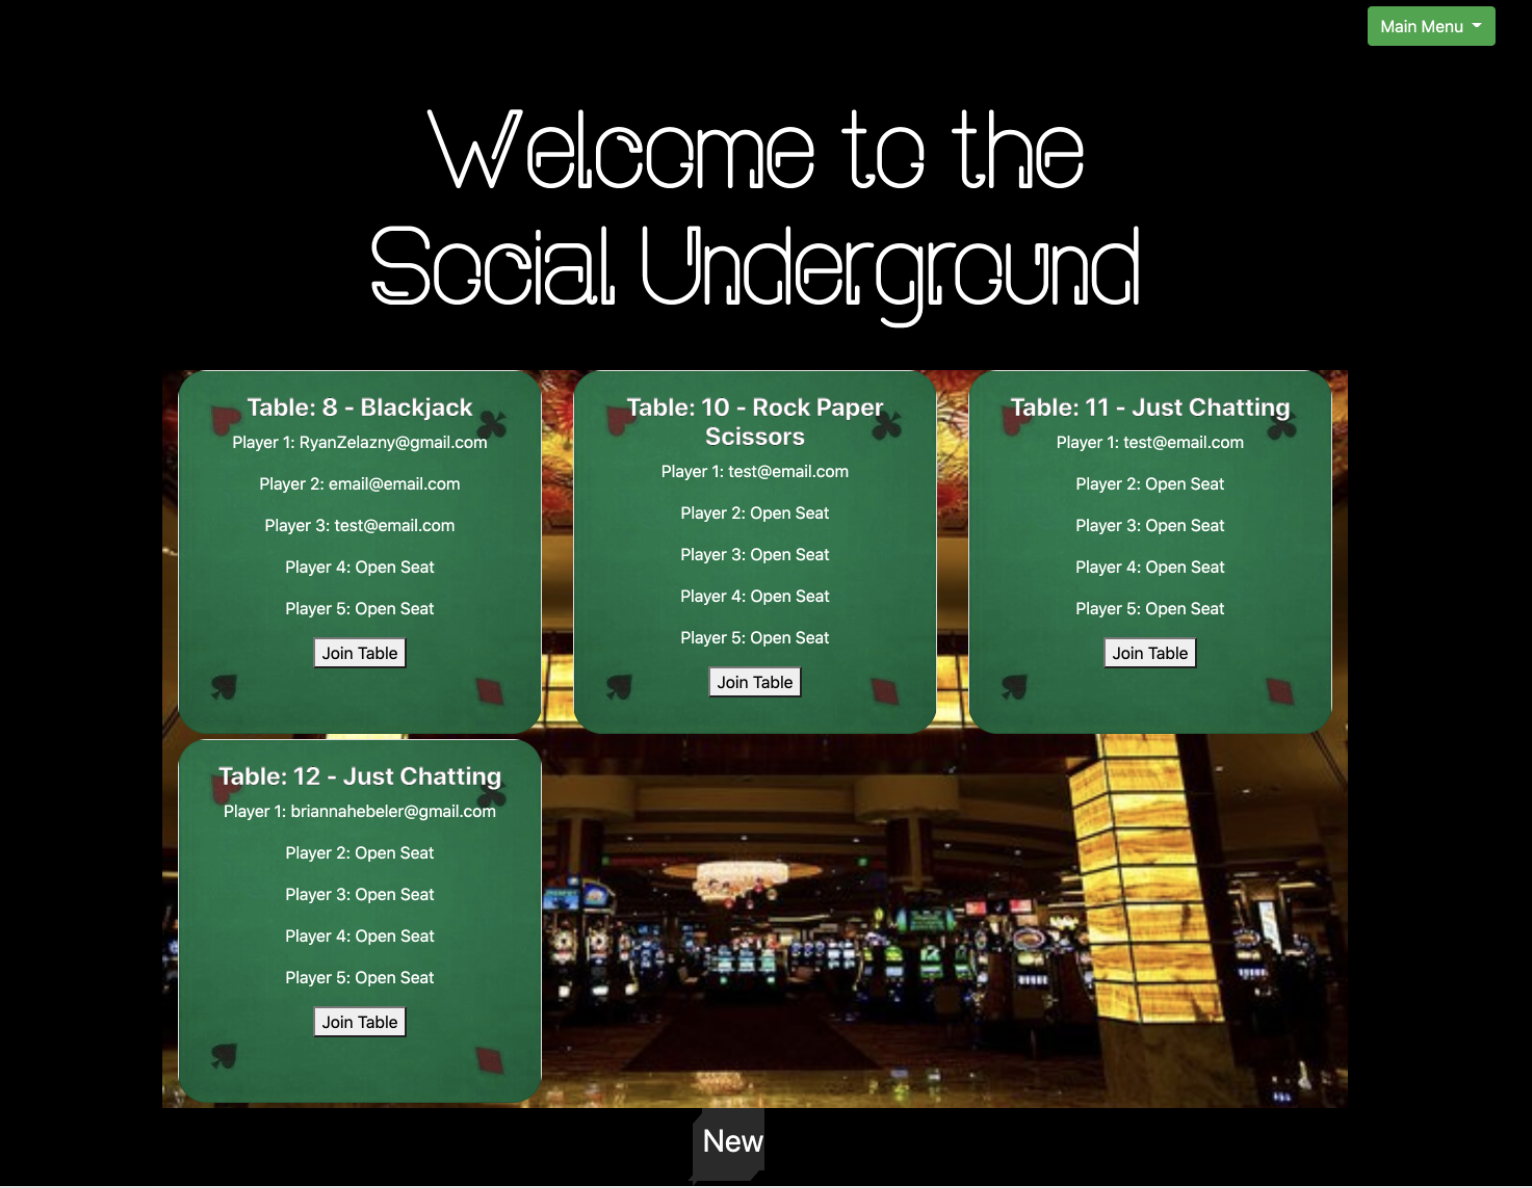 Main Menu
Welcome to the
Social Underground
Table: 8 - Blackjack
Player 1: RyanZelazny@gmail.com
Player 2: email@email.com
Player 3: test@email.com
Player 4: Open Seat
Player 5: Open Seat
Join Table
Table: 10 - Rock Paper
Scissors
Player 1: test@email.com
Player 2: Open Seat
Player 3: Open Seat
Player 4: Open Seat
Player 5: Open Seat
Join Table
Table: 11 - Just Chatting
Player 1: test@email.com
Player 2: Open Seat
Player 3: Open Seat
Player 4: Open Seat
Player 5: Open Seat
Join Table
Table: 12 - Just Chatting
Player 1: briannahebeler@gmail.com
Player 2: Open Seat
Player 3: Open Seat
Player 4: Open Seat
Player 5: Open Seat
Join Table
New